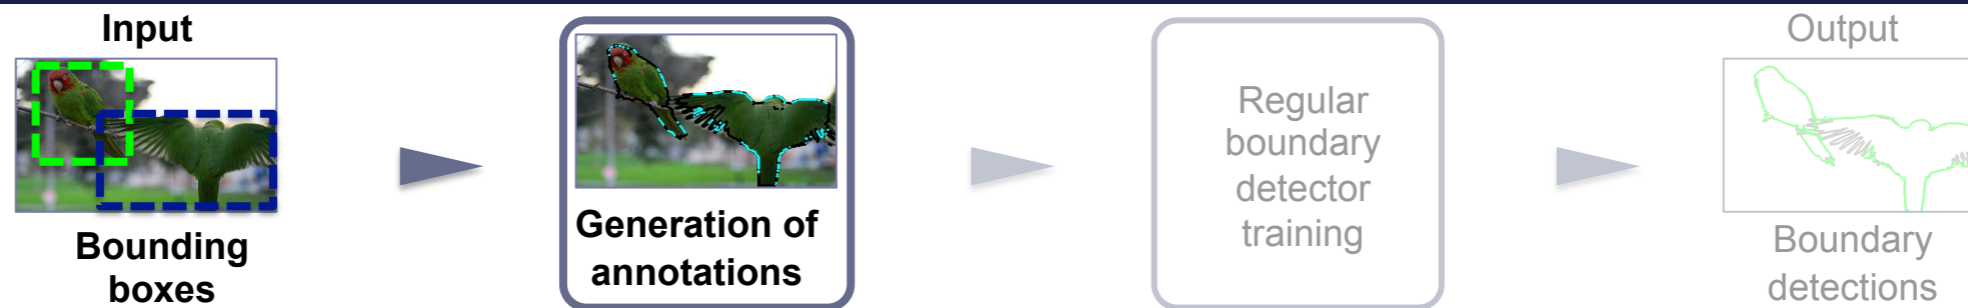 Input
Bounding
boxes
Generation of
annotations
Regular
boundary
detector
training
Output
Boundary
detections